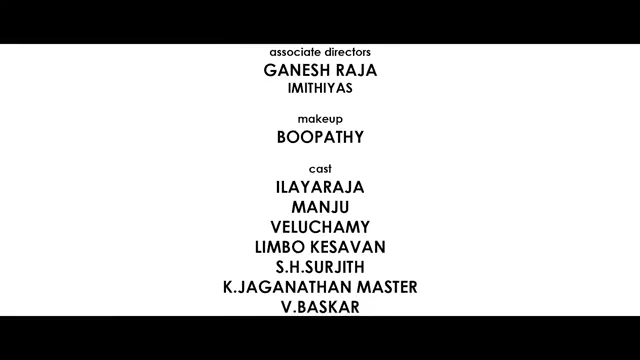 associate directors
GANESH RAJA
IMITHIYAS
makeup
BOOPATHY
cast
ILAYARAJA
MANJU
VELUCHAMY
LIMBO KESAVAN
S.H.SURJITH
K.JAGANATHAN MASTER
V.BASKAR